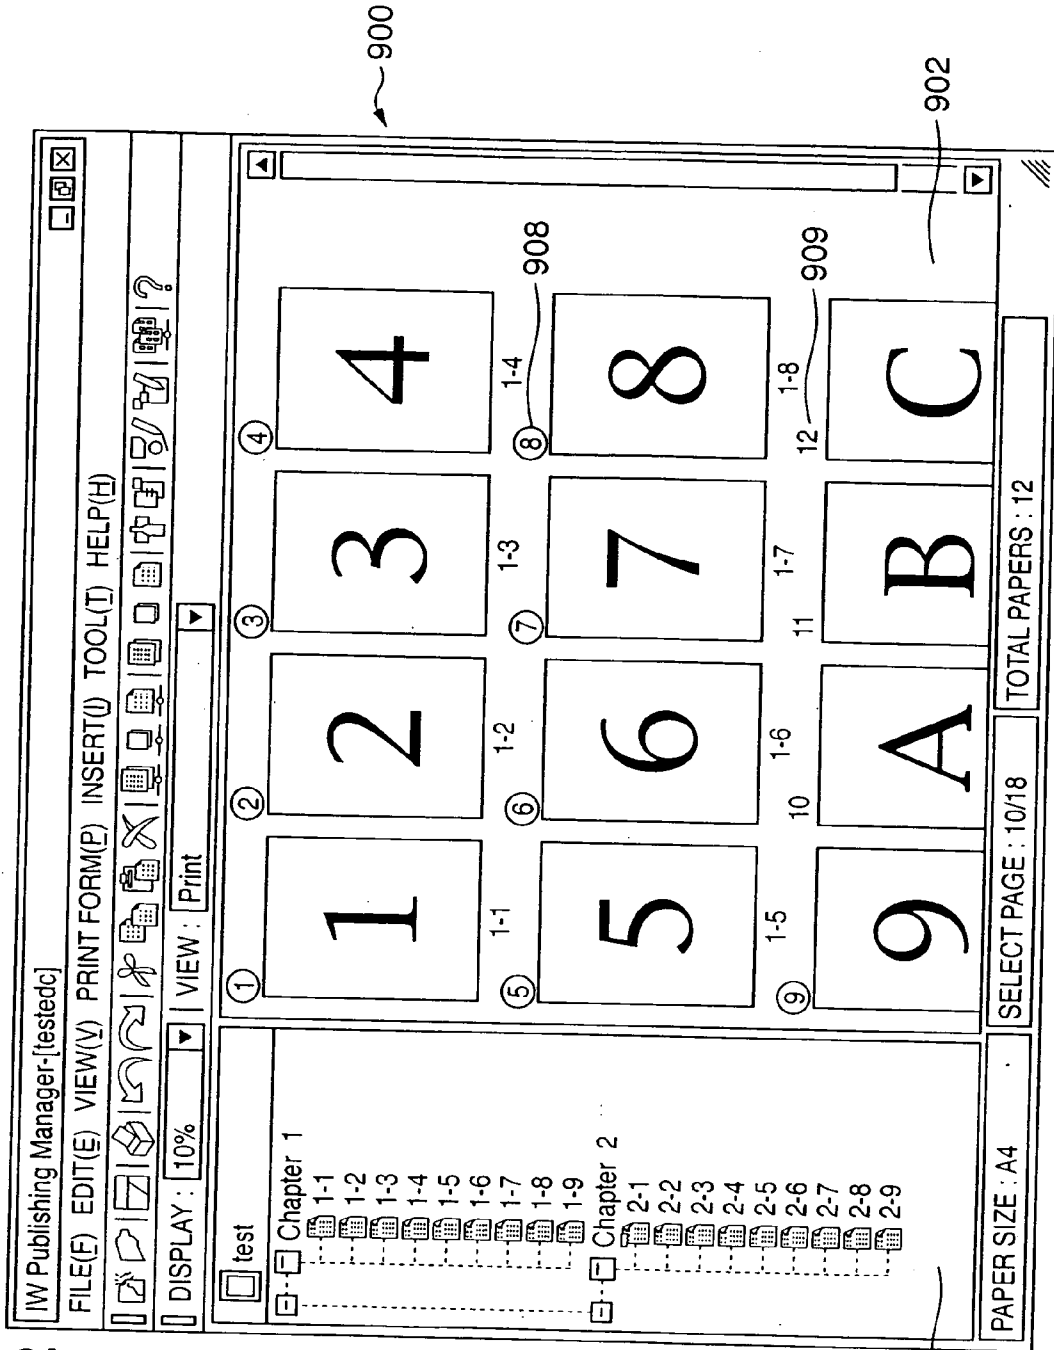 IW Publishing Manager-[testedc]
FILE(F) EDIT(E) VIEW(V) PRINT FORM(P) INSERT(I) TOOL(T) HELP(H)
?
DISPLAY : 10% VIEW : Print
test
Chapter 1
1-1
1-2
1-3
1-4
1-5
1-6
1-7
1-8
1-9
Chapter 2
2-1
2-2
2-3
2-4
2-5
2-6
2-7
2-8
2-9
1 2 3 4
1 2 3 4
1-1 1-2 1-3 1-4
5 6 7 8
5 6 7 8
1-5 1-6 1-7 1-8
9 10 11 12
9 A B C
PAPER SIZE : A4 SELECT PAGE : 10/18 TOTAL PAPERS : 12
900
908
909
902